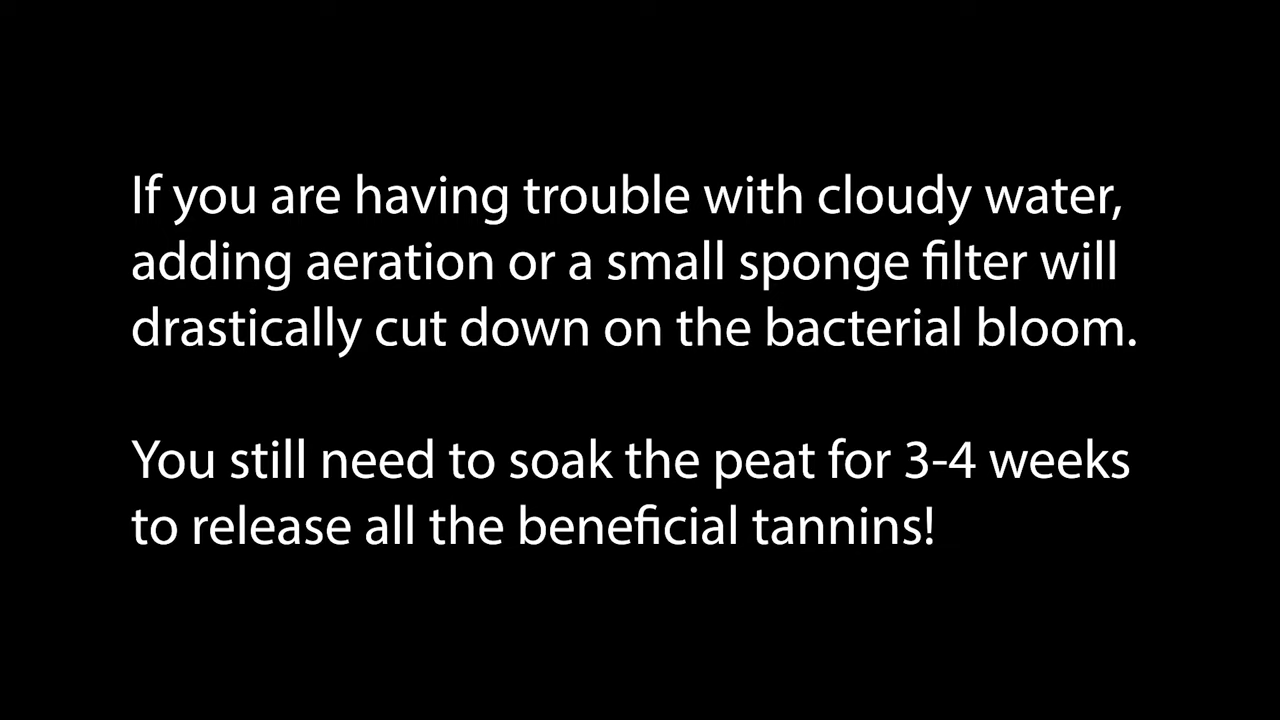 If you are having trouble with cloudy water,
adding aeration or a small sponge filter will
drastically cut down on the bacterial bloom.
You still need to soak the peat for 3-4 weeks
to release all the beneficial tannins!